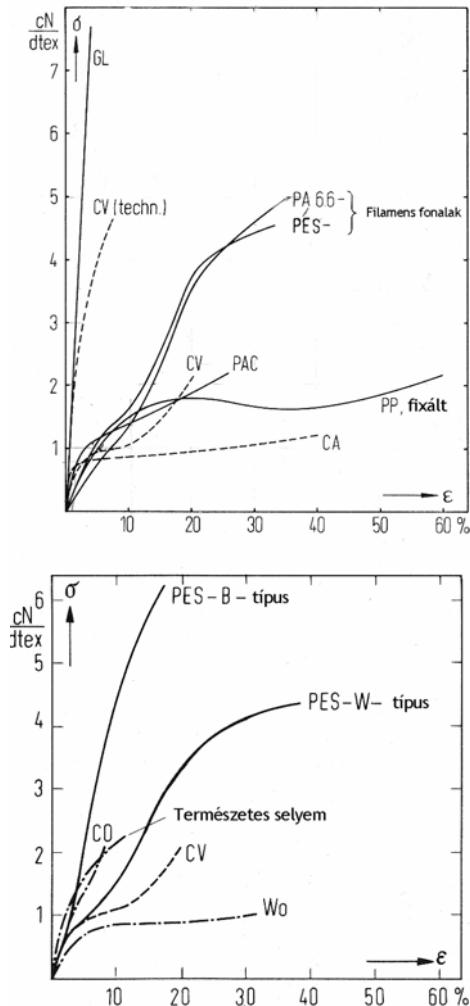 cN
dtex
σ
GL
7
6
CV (techn.)
5
PA 6.6-
PES-
Filamens fonalak
4
3
CV
PAC
2
PP, fixált
1
CA
ε
10
20
30
40
50
60 %
6
cN
dtex
σ
PES-B- típus
5
PES-W- típus
4
3
Természetes selyem
CO
2
CV
Wo
1
ε
10
20
30
40
50
60 %